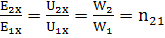 E₂ₓ/E₁ₓ = U₂ₓ/U₁ₓ = W₂/W₁ = n₂₁